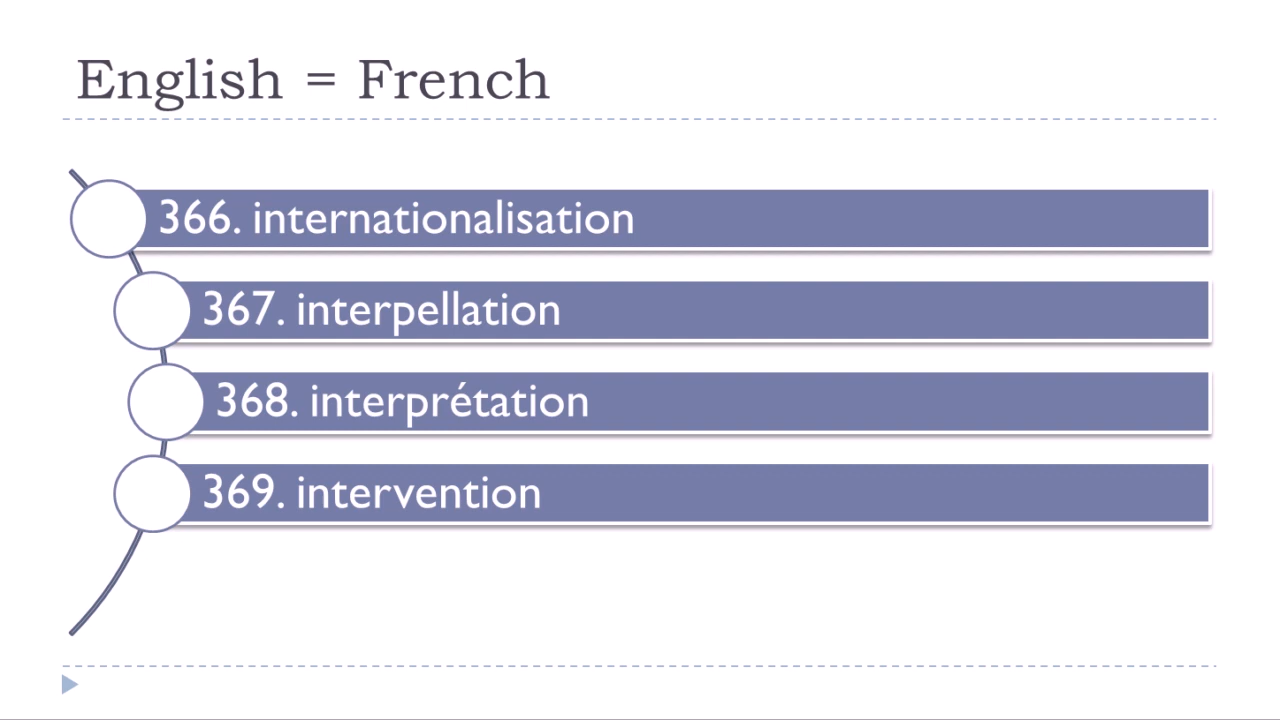 English = French
366. internationalisation
367. interpellation
368. interprétation
369. intervention